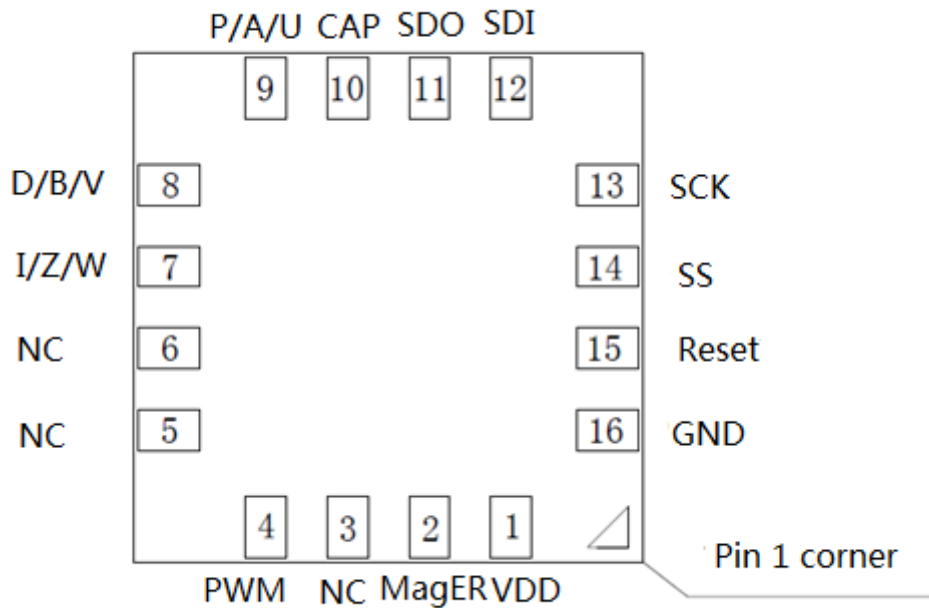 P/A/U CAP SDO SDI
9 10 11 12
D/B/V 8 13 SCK
I/Z/W 7 14 SS
NC 6 15 Reset
NC 5 16 GND
4 3 2 1
Pin 1 corner
PWM NC MagER VDD